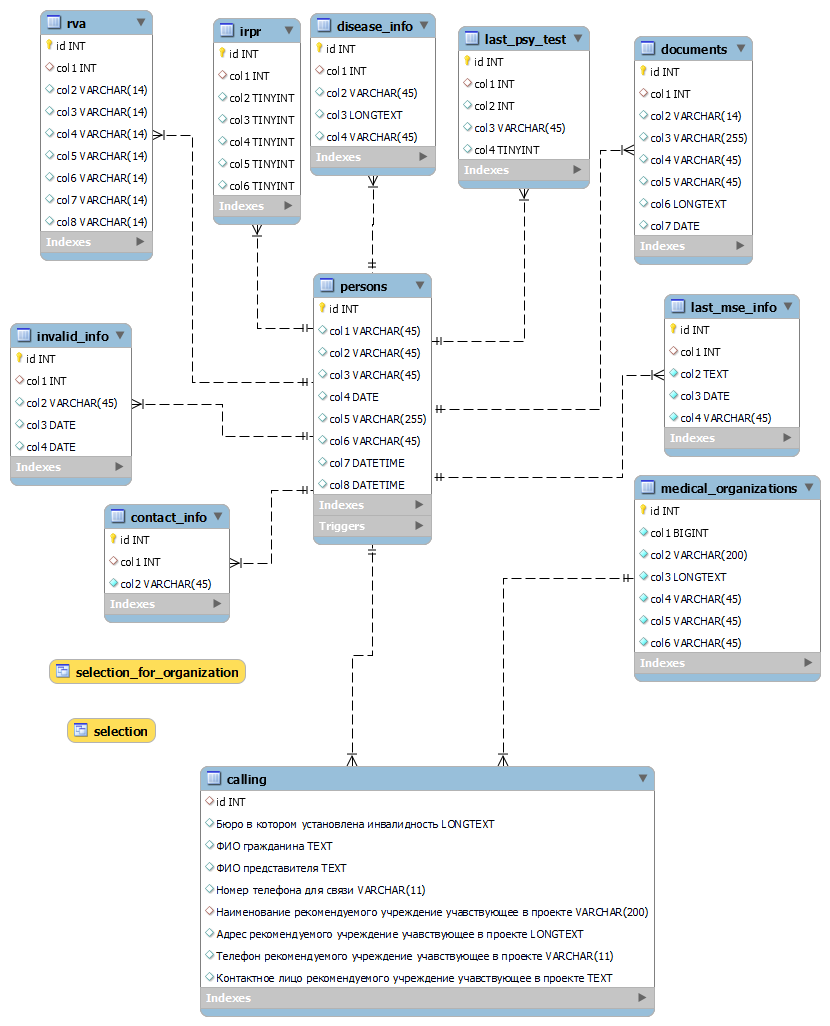 rva
id INT
col1 INT
col2 VARCHAR(14)
col3 VARCHAR(14)
col4 VARCHAR(14)
col5 VARCHAR(14)
col6 VARCHAR(14)
col7 VARCHAR(14)
col8 VARCHAR(14)
Indexes
irpr
id INT
col1 INT
col2 TINYINT
col3 TINYINT
col4 TINYINT
col5 TINYINT
col6 TINYINT
Indexes
disease_info
id INT
col1 INT
col2 VARCHAR(45)
col3 LONGTEXT
col4 VARCHAR(45)
Indexes
last_psy_test
id INT
col1 INT
col2 INT
col3 VARCHAR(45)
col4 TINYINT
Indexes
documents
id INT
col1 INT
col2 VARCHAR(14)
col3 VARCHAR(255)
col4 VARCHAR(45)
col5 VARCHAR(45)
col6 LONGTEXT
col7 DATE
Indexes
persons
id INT
col1 VARCHAR(45)
col2 VARCHAR(45)
col3 VARCHAR(45)
col4 DATE
col5 VARCHAR(255)
col6 VARCHAR(45)
col7 DATETIME
col8 DATETIME
Indexes
Triggers
last_mse_info
id INT
col1 INT
col2 TEXT
col3 DATE
col4 VARCHAR(45)
Indexes
invalid_info
id INT
col1 INT
col2 VARCHAR(45)
col3 DATE
col4 DATE
Indexes
medical_organizations
id INT
col1 BIGINT
col2 VARCHAR(200)
col3 LONGTEXT
col4 VARCHAR(45)
col5 VARCHAR(45)
col6 VARCHAR(45)
Indexes
contact_info
id INT
col1 INT
col2 VARCHAR(45)
Indexes
selection_for_organization
selection
calling
id INT
Бюро в котором установлена инвалидность LONGTEXT
ФИО гражданина TEXT
ФИО представителя TEXT
Номер телефона для связи VARCHAR(11)
Наименование рекомендуемого учреждение учавствующее в проекте VARCHAR(200)
Адрес рекомендуемого учреждение учавствующее в проекте LONGTEXT
Телефон рекомендуемого учреждение учавствующее в проекте VARCHAR(11)
Контактное лицо рекомендуемого учреждение учавствующее в проекте TEXT
Indexes